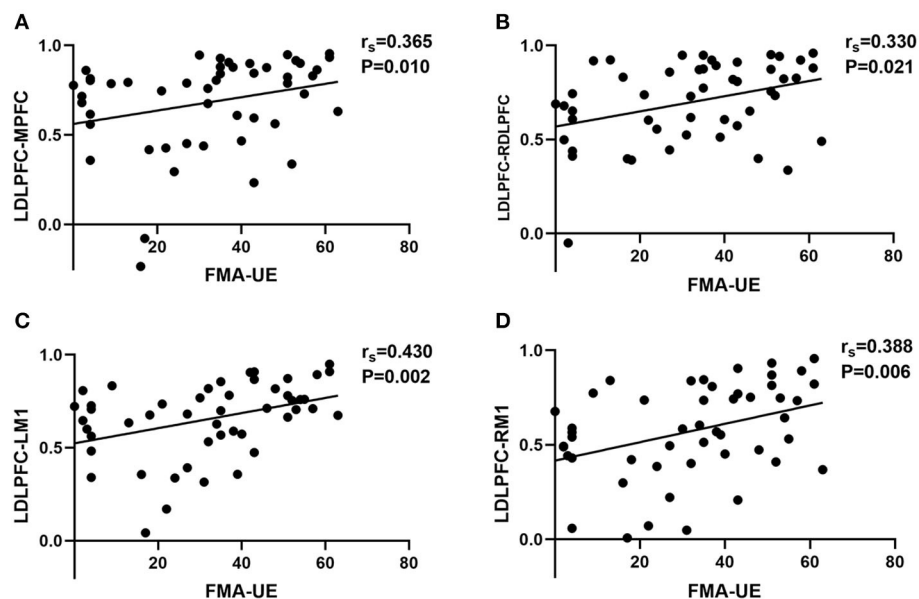 A
rs=0.365
P=0.010
LDLPFC-MPFC
1.0
0.5
0.0
20
40
60
80
FMA-UE
B
rs=0.330
P=0.021
LDLPFC-RDLPFC
1.0
0.5
0.0
20
40
60
80
FMA-UE
C
rs=0.430
P=0.002
LDLPFC-LM1
1.0
0.5
0.0
20
40
60
80
FMA-UE
D
rs=0.388
P=0.006
LDLPFC-RM1
1.0
0.5
0.0
20
40
60
80
FMA-UE